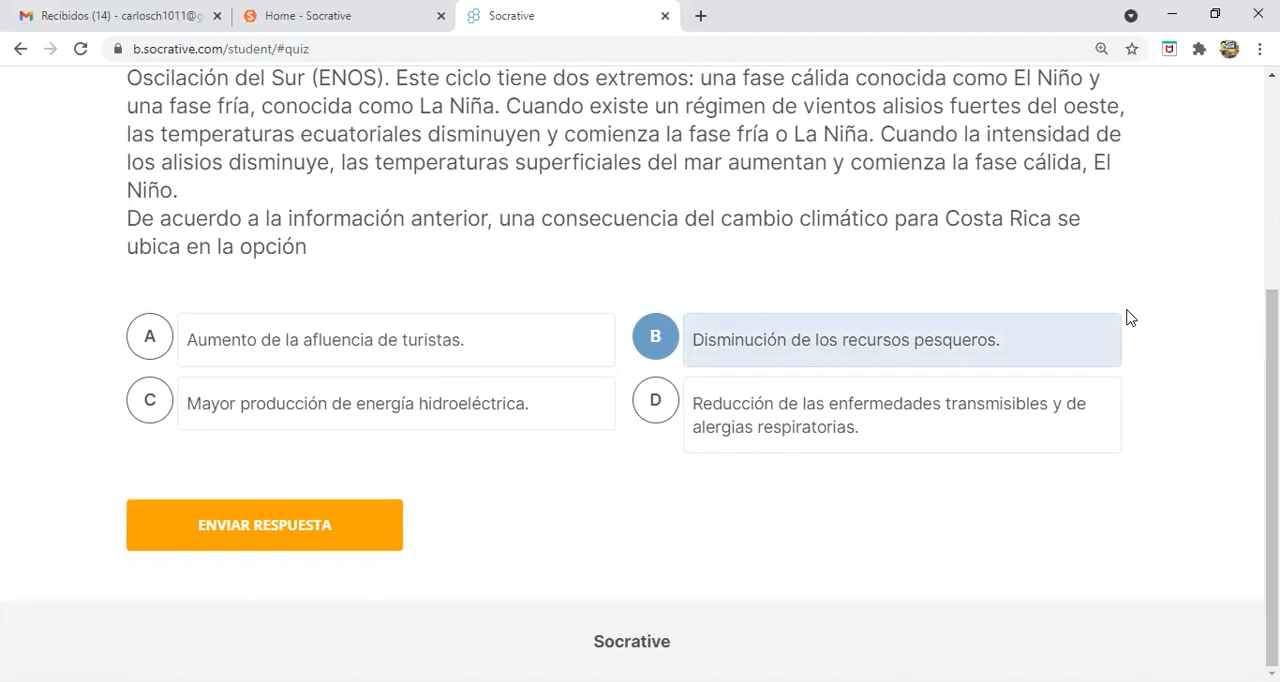 Recibidos (14) - carlosch1011@g
Home - Socrative
Socrative
b.socrative.com/student/#quiz
Oscilación del Sur (ENOS). Este ciclo tiene dos extremos: una fase cálida conocida como El Niño y
una fase fría, conocida como La Niña. Cuando existe un régimen de vientos alisios fuertes del oeste,
las temperaturas ecuatoriales disminuyen y comienza la fase fría o La Niña. Cuando la intensidad de
los alisios disminuye, las temperaturas superficiales del mar aumentan y comienza la fase cálida, El
Niño.
De acuerdo a la información anterior, una consecuencia del cambio climático para Costa Rica se
ubica en la opción
A
Aumento de la afluencia de turistas.
B
Disminución de los recursos pesqueros.
C
Mayor producción de energía hidroeléctrica.
D
Reducción de las enfermedades transmisibles y de
alergias respiratorias.
ENVIAR RESPUESTA
Socrative